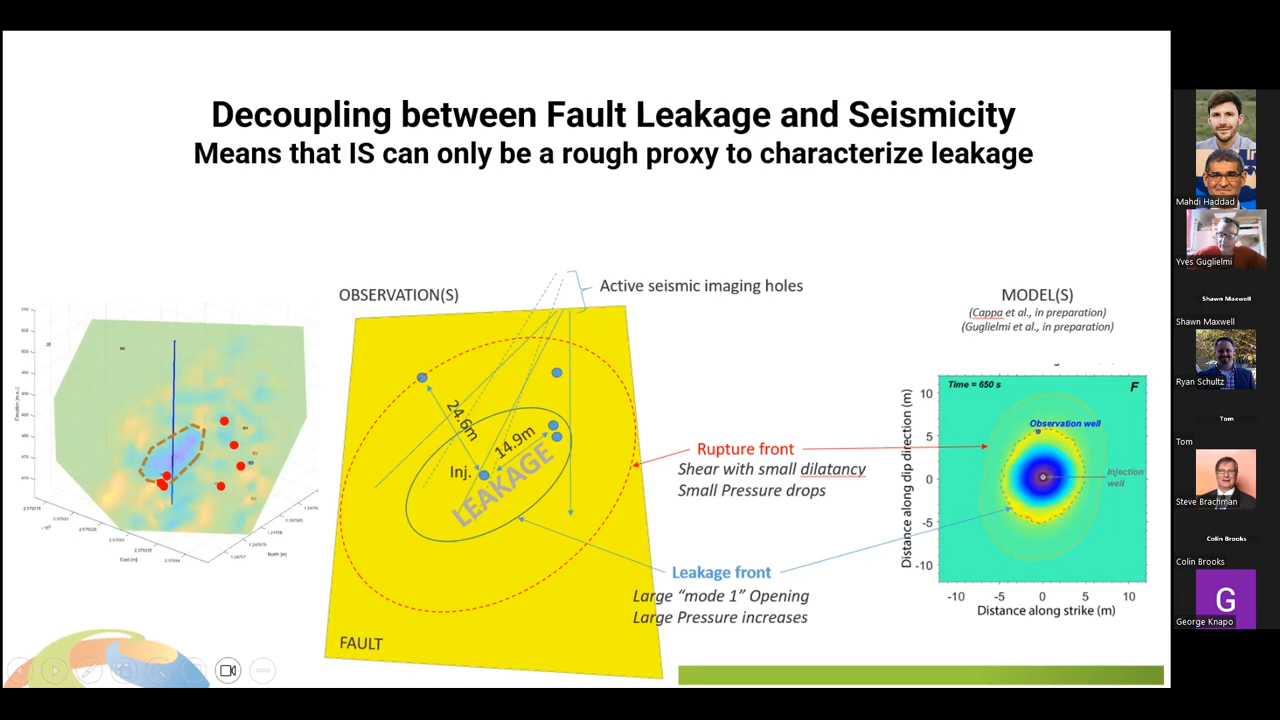 Decoupling between Fault Leakage and Seismicity
Means that IS can only be a rough proxy to characterize leakage
OBSERVATION(S)
Active seismic imaging holes
MODEL(S)
(Cappa et al., in preparation)
(Guglielmi et al., in preparation)
24.6m
14.9m
Inj.
LEAKAGE
FAULT
Rupture front
Shear with small dilatancy
Small Pressure drops
Leakage front
Large “mode 1” Opening
Large Pressure increases
Time = 650 s
F
Observation well
Injection
well
Distance along dip direction (m)
10
5
0
-5
-10
-10
-5
0
5
10
Distance along strike (m)
East [m]
North [m]
Mahdi Haddad
Yves Guglielmi
Shawn Maxwell
Shawn Maxwell
Ryan Schultz
Tom
Tom
Steve Brachman
Colin Brooks
Colin Brooks
G
George Knapo